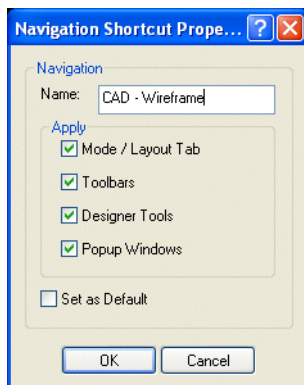 Navigation Shortcut Prope...
Navigation
Name: CAD - Wireframe
Apply
Mode / Layout Tab
Toolbars
Designer Tools
Popup Windows
Set as Default
OK Cancel